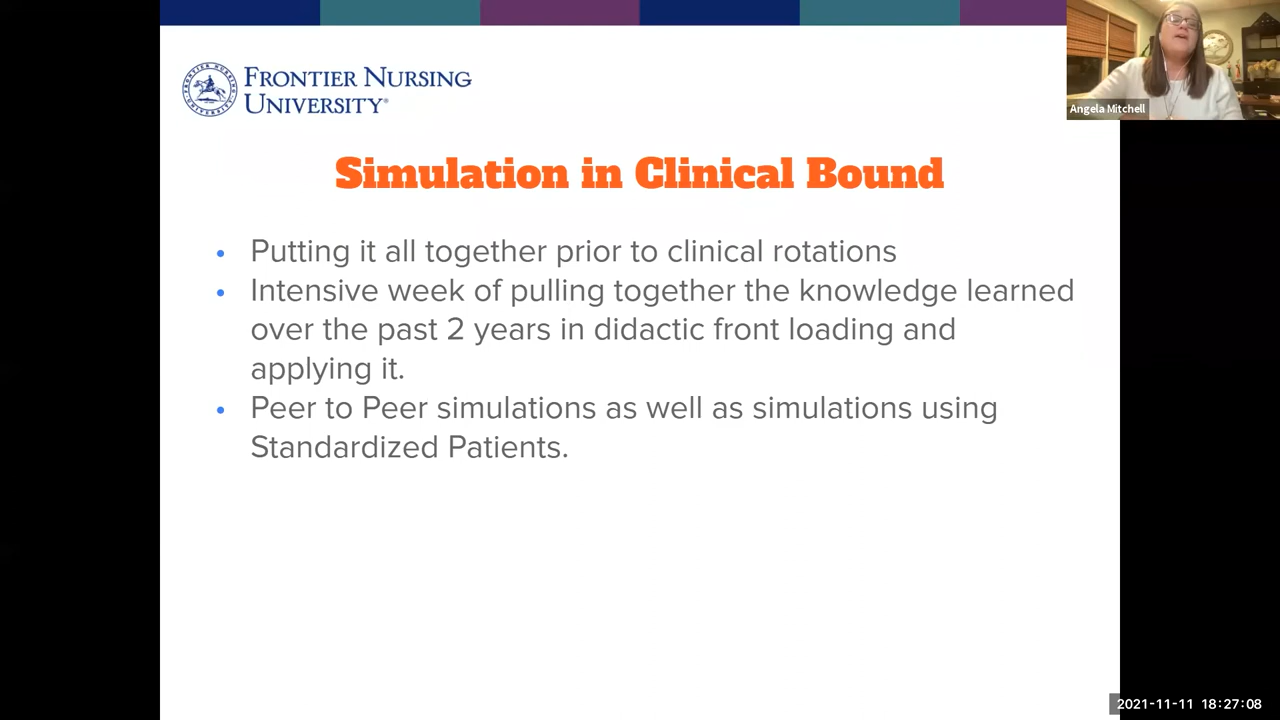 FRONTIER NURSING
UNIVERSITY®
Angela Mitchell
Simulation in Clinical Bound
• Putting it all together prior to clinical rotations
• Intensive week of pulling together the knowledge learned
over the past 2 years in didactic front loading and
applying it.
• Peer to Peer simulations as well as simulations using
Standardized Patients.
2021-11-11 18:27:08